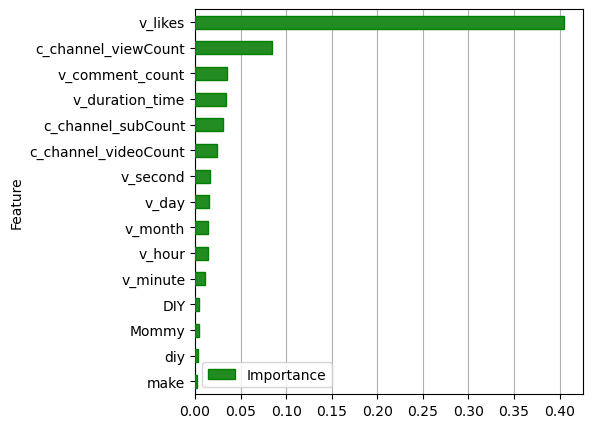 v_likes
c_channel_viewCount
v_comment_count
v_duration_time
c_channel_subCount
c_channel_videoCount
v_second
v_day
v_month
v_hour
v_minute
DIY
Mommy
diy
make
Feature
Importance
0.00 0.05 0.10 0.15 0.20 0.25 0.30 0.35 0.40